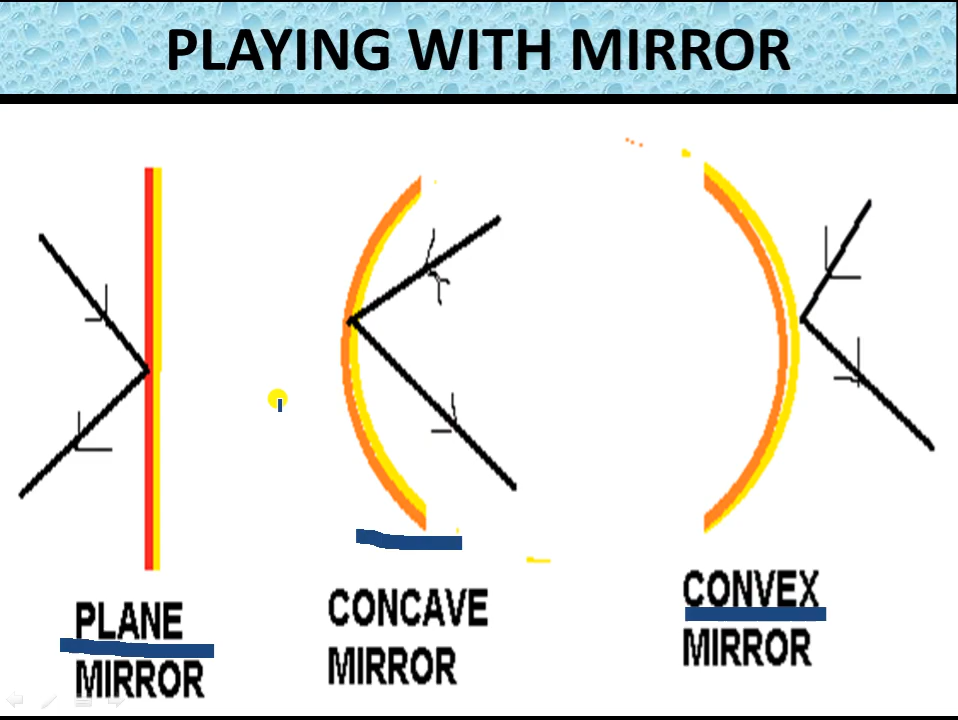 PLAYING WITH MIRROR
PLANE
MIRROR
CONCAVE
MIRROR
CONVEX
MIRROR